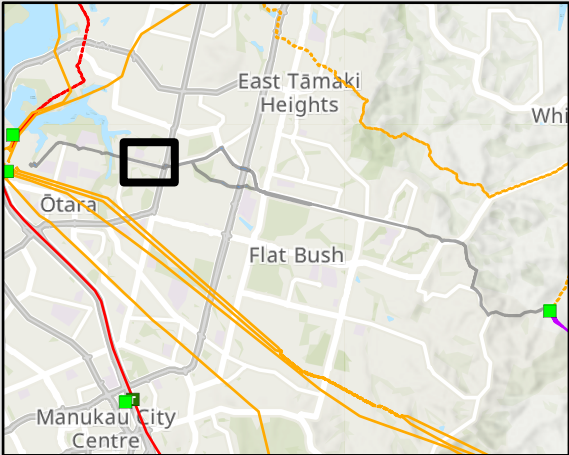 East Tāmaki
Heights
Whi
Ōtara
Flat Bush
Manukau City
Centre